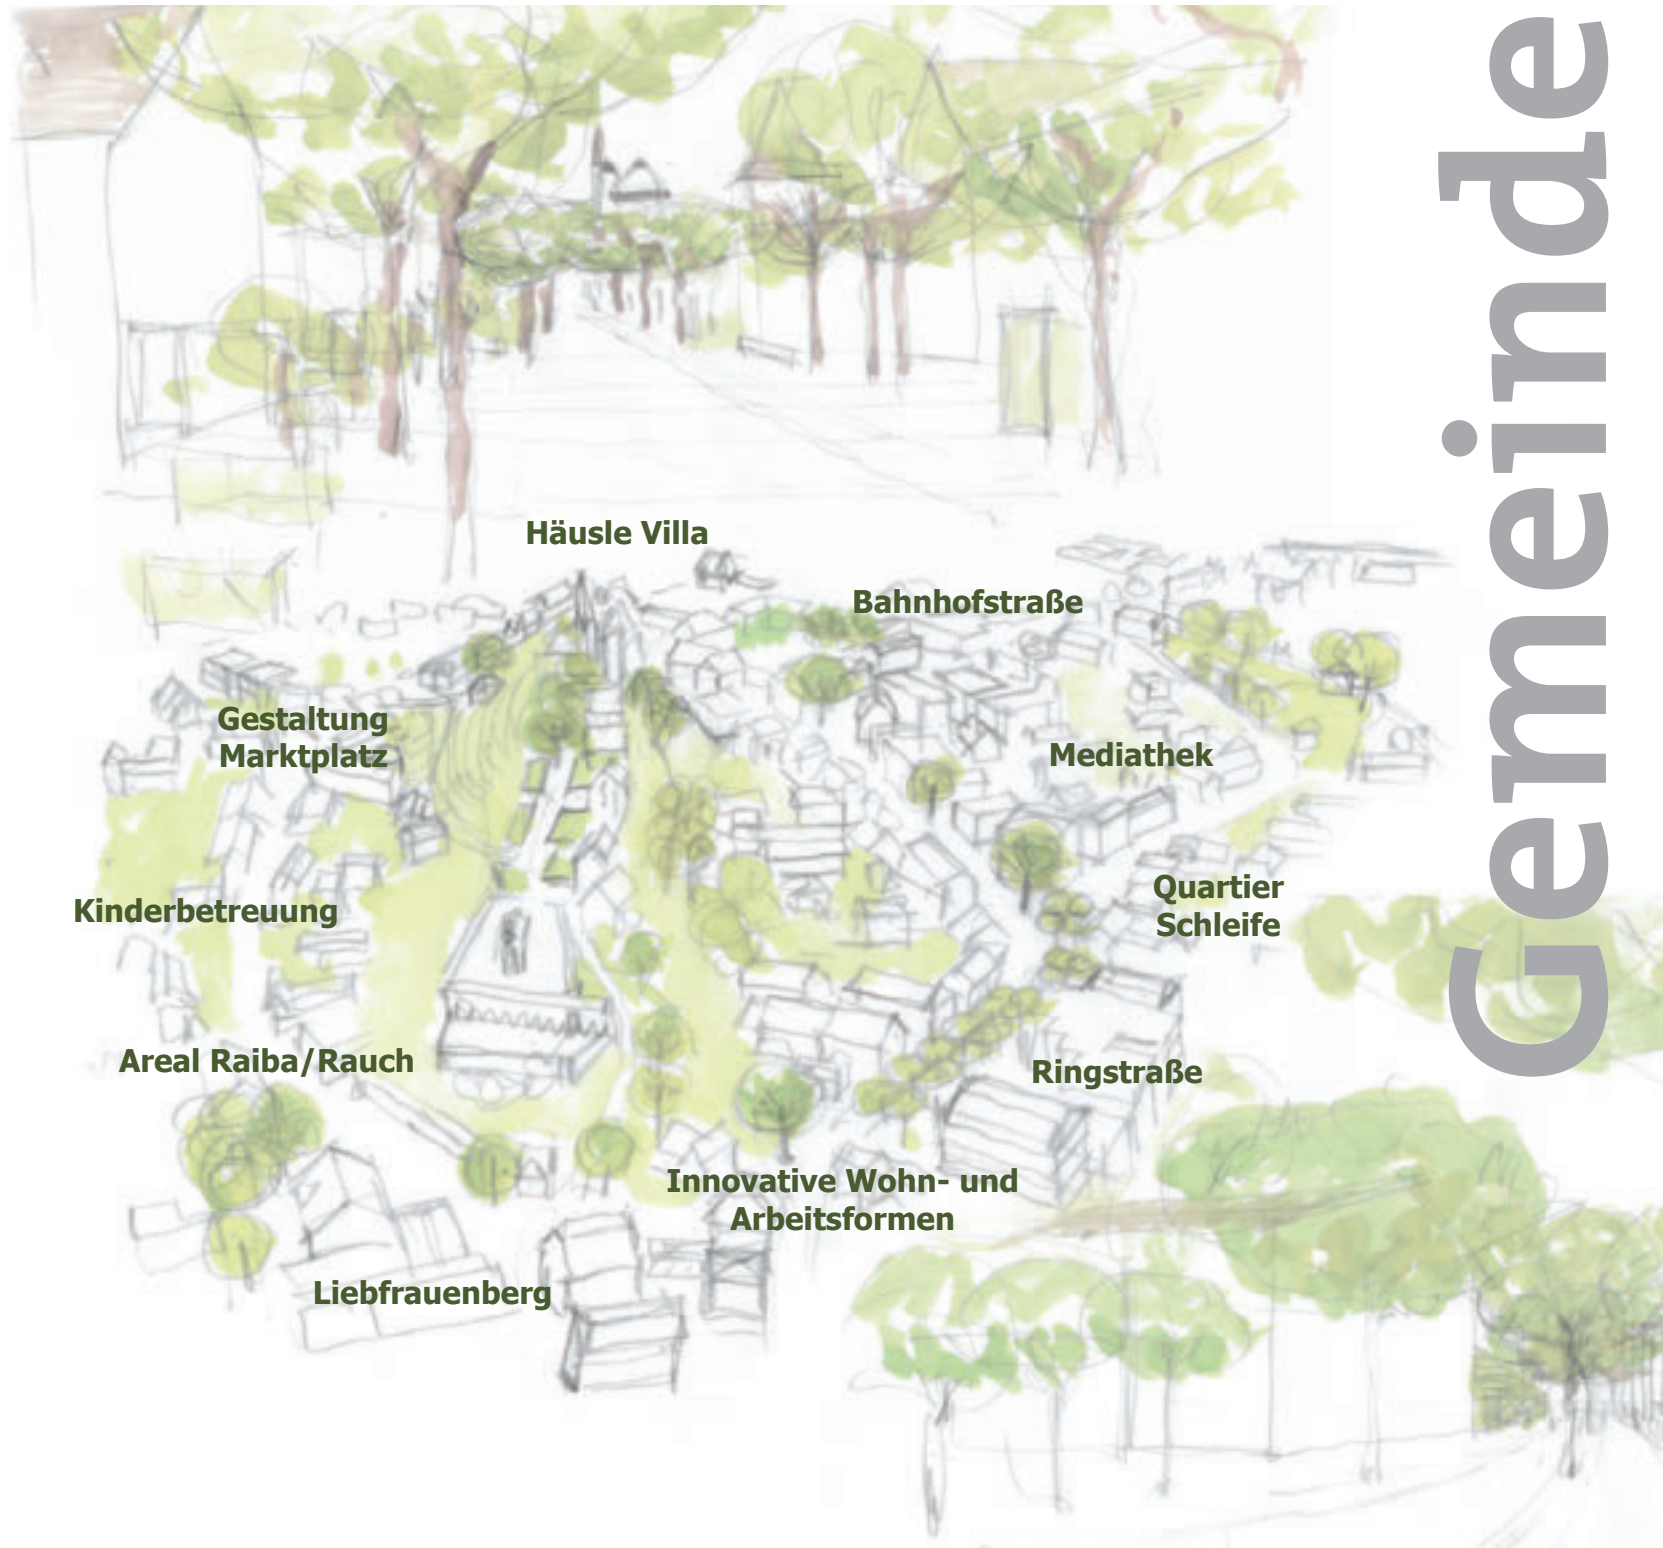 Gemeinde
Häusle Villa
Bahnhofstraße
Gestaltung
Marktplatz
Mediathek
Quartier
Schleife
Kinderbetreuung
Areal Raiba/Rauch
Ringstraße
Innovative Wohn- und
Arbeitsformen
Liebfrauenberg